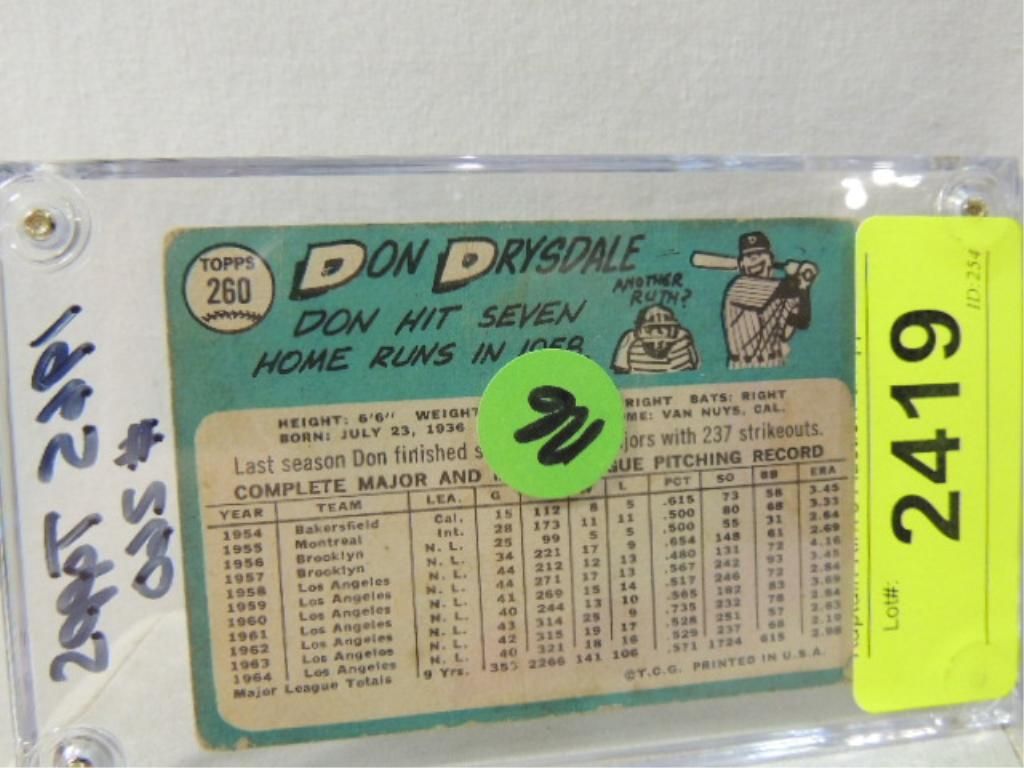 TOPPS
260
DON DRYSDALE
DON HIT SEVEN
HOME RUNS IN 1958.
ANOTHER
RUTH?
HEIGHT: 6'6" WEIGHT RIGHT BATS: RIGHT
BORN: JULY 23, 1936 ME: VAN NUYS, CAL.
Last season Don finished s jors with 237 strikeouts.
COMPLETE MAJOR AND GUE PITCHING RECORD
YEAR TEAM LEA. G W L PCT SO BB ERA
1954 Bakersfield Cal. 15 112 8 5 .615 73 58 3.45
1955 Montreal Int. 28 173 11 11 .500 80 68 3.33
1956 Brooklyn N. L. 25 99 5 5 .500 55 31 2.64
1957 Brooklyn N. L. 34 221 17 9 .654 148 61 2.69
1958 Los Angeles N. L. 44 212 12 13 .480 131 72 4.16
1959 Los Angeles N. L. 44 271 17 13 .567 242 93 3.45
1960 Los Angeles N. L. 41 269 15 14 .517 246 72 2.84
1961 Los Angeles N. L. 40 244 13 10 .565 182 83 3.69
1962 Los Angeles N. L. 43 314 25 9 .735 232 78 2.84
1963 Los Angeles N. L. 42 315 19 17 .528 251 57 2.63
1964 Los Angeles N. L. 40 321 18 16 .529 237 68 2.19
Major League Totals 9 Yrs. 353 2266 141 106 .571 1724 615 2.98
©T.C.G. PRINTED IN U.S.A.
Lot#:
2419
ID:254